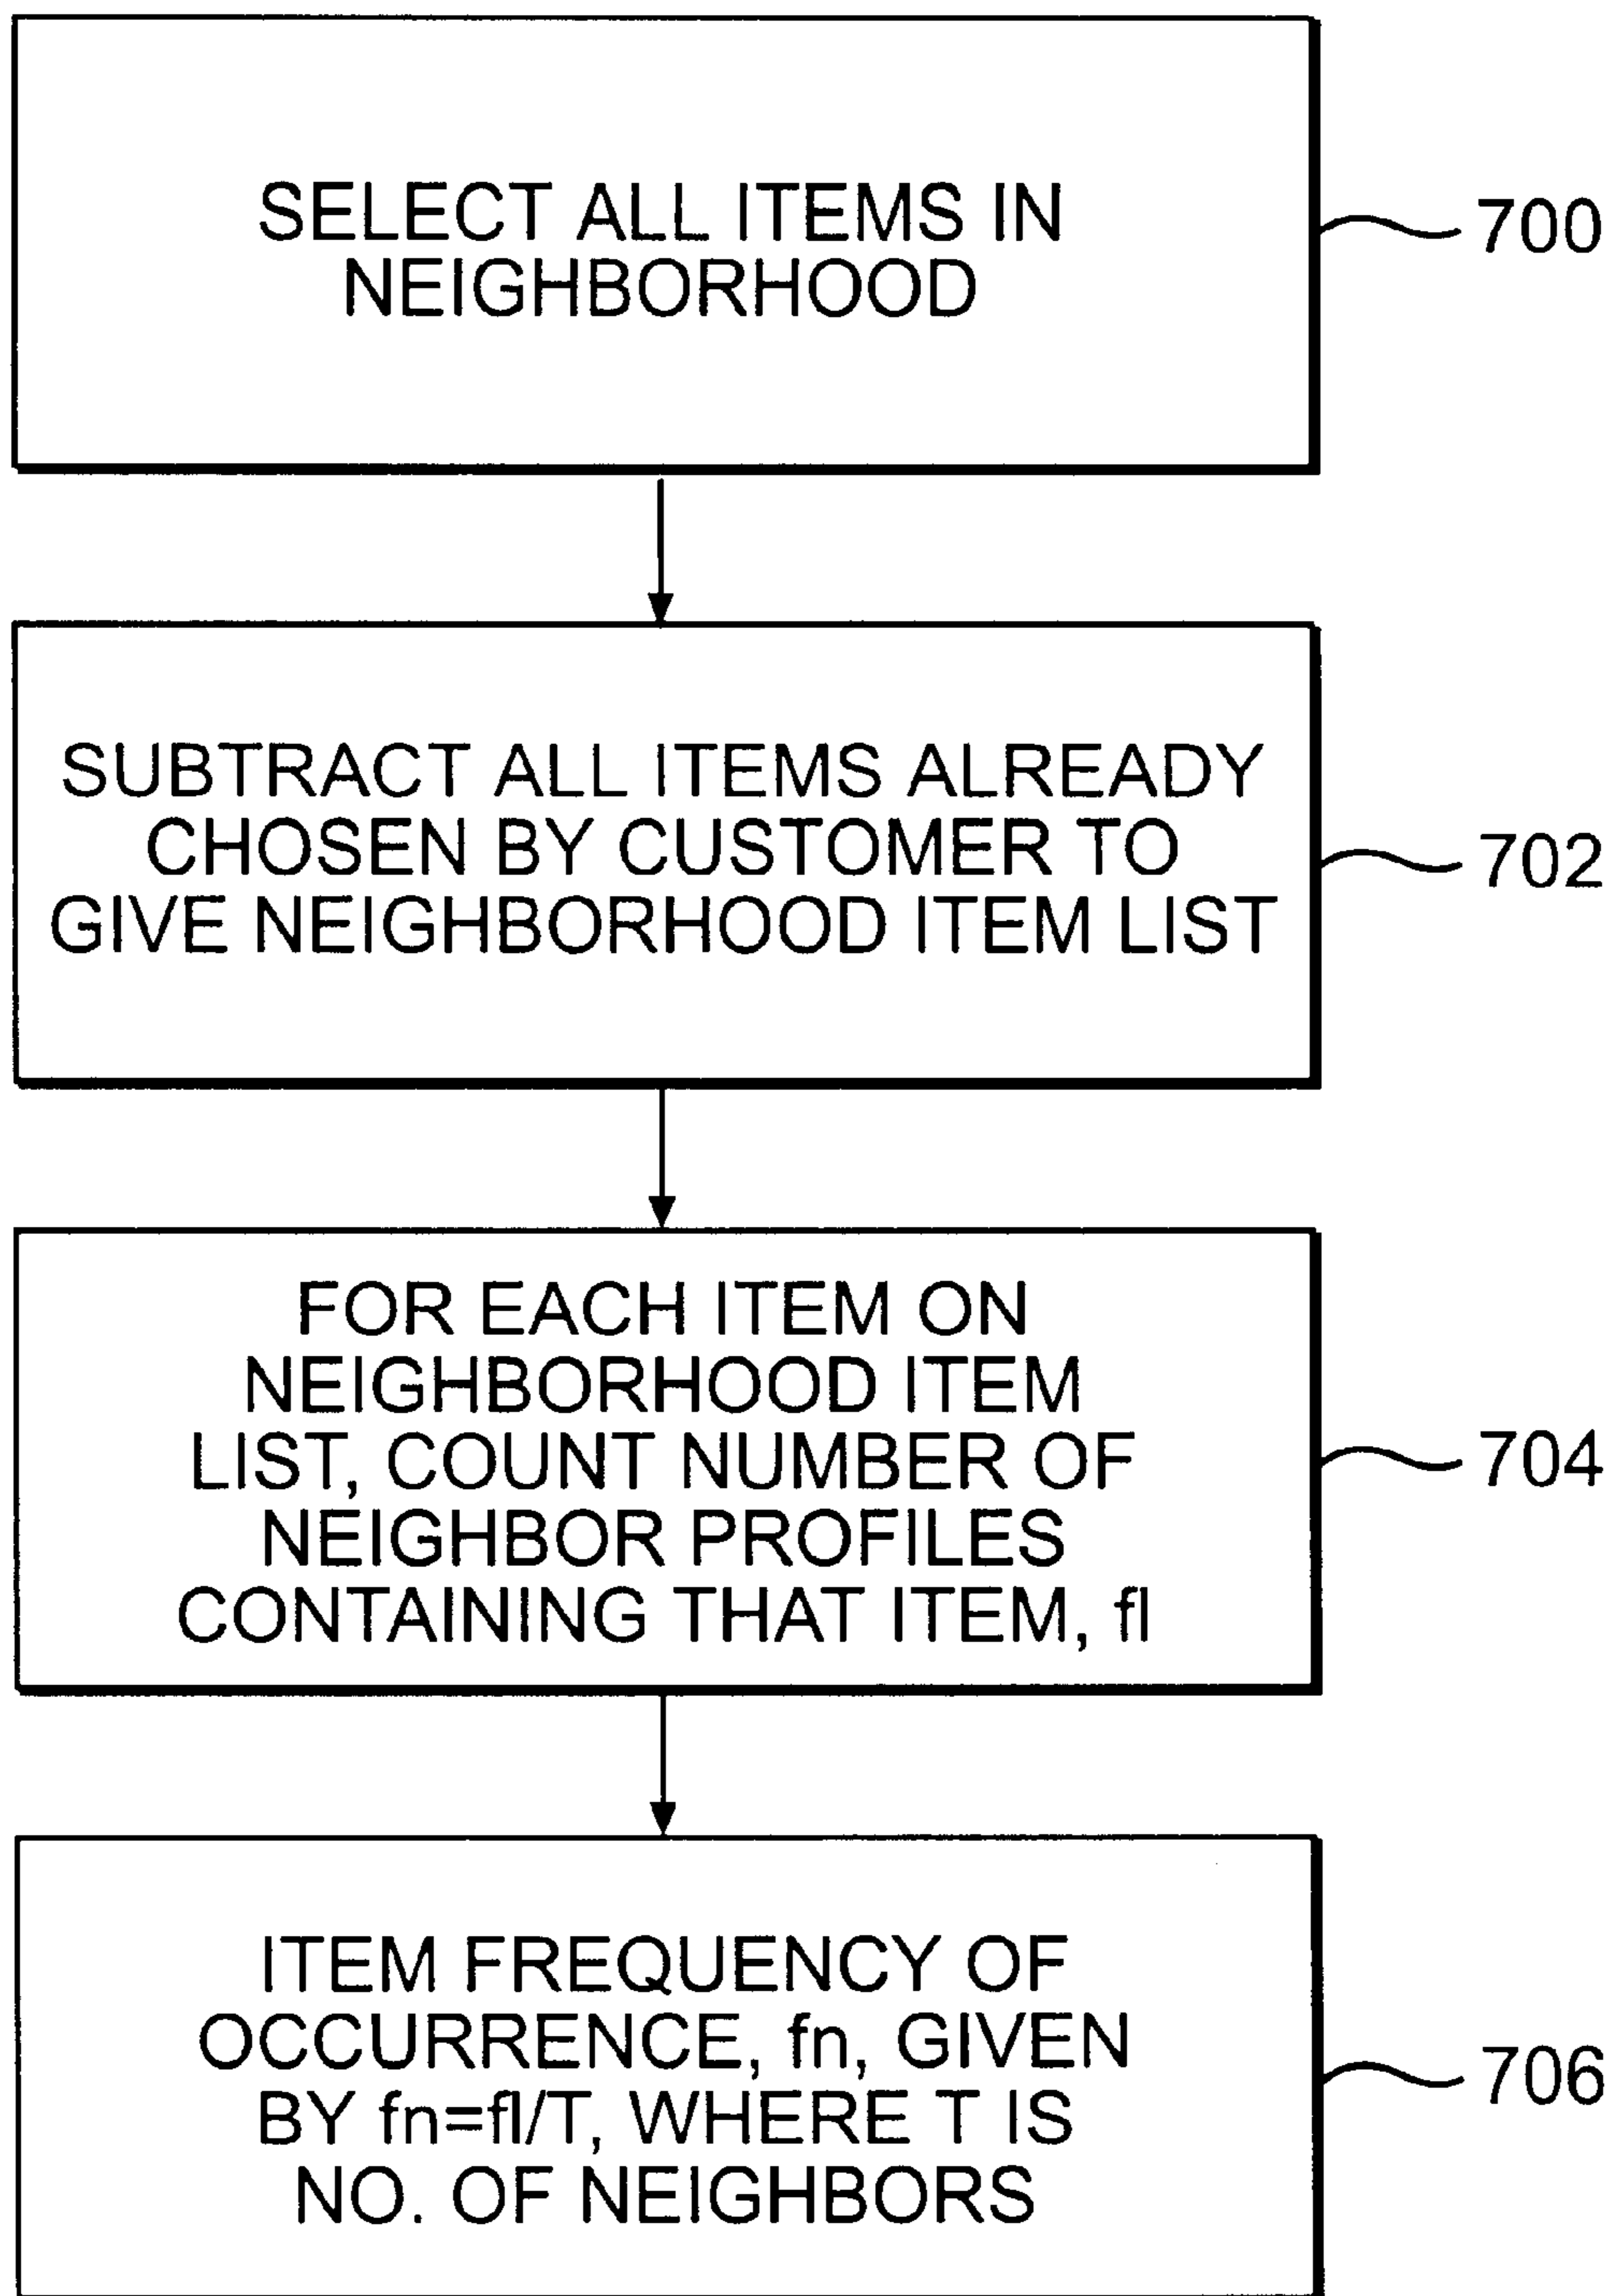 SELECT ALL ITEMS IN
NEIGHBORHOOD
700
SUBTRACT ALL ITEMS ALREADY
CHOSEN BY CUSTOMER TO
GIVE NEIGHBORHOOD ITEM LIST
702
FOR EACH ITEM ON
NEIGHBORHOOD ITEM
LIST, COUNT NUMBER OF
NEIGHBOR PROFILES
CONTAINING THAT ITEM, fl
704
ITEM FREQUENCY OF
OCCURRENCE, fn, GIVEN
BY fn=fl/T, WHERE T IS
NO. OF NEIGHBORS
706